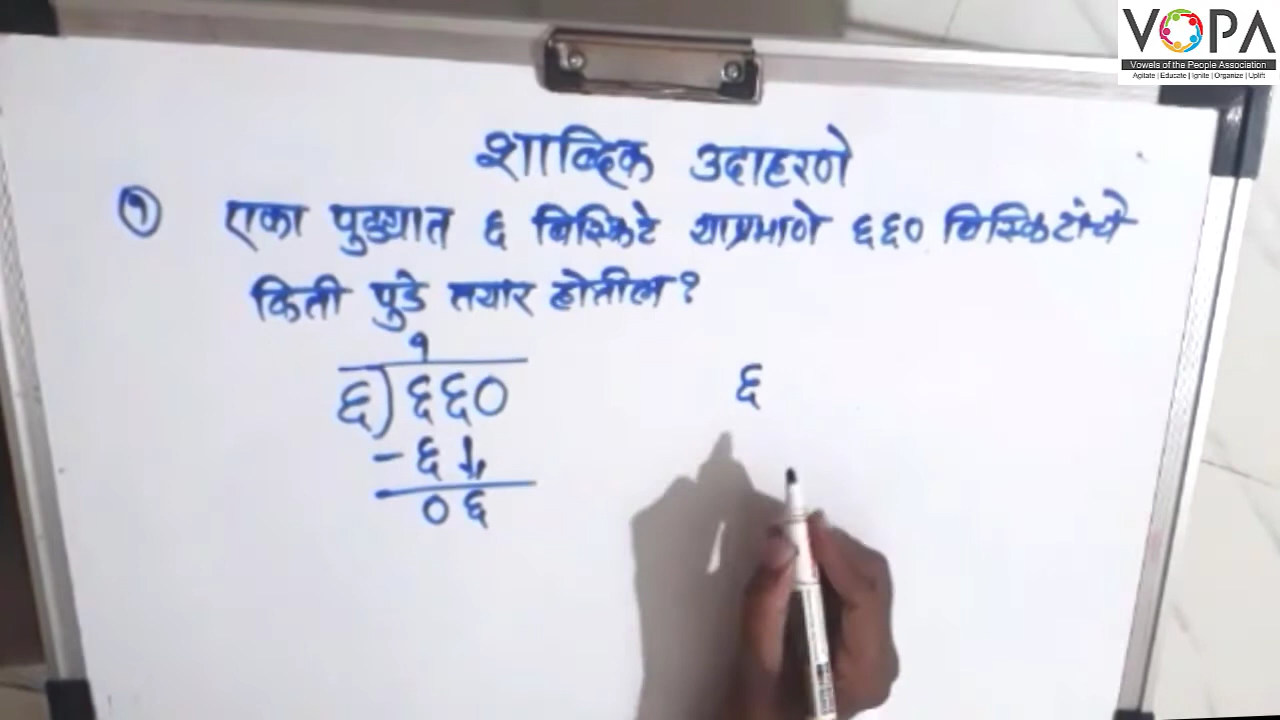 VOPA
Vowels of the People Association
Agitate | Educate | Ignite | Organize | Uplift
शाब्दिक उदाहरणे
१ एका पुड्यात ६ बिस्किटे याप्रमाणे ६६० बिस्किटांचे
किती पुडे तयार होतील?
१
६) ६६०
६
- ६ ↓
०६